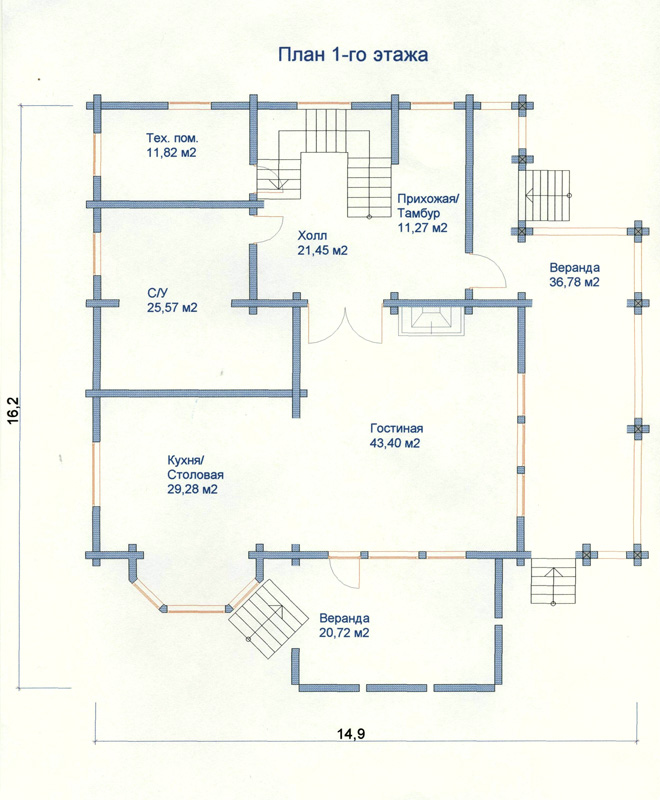 План 1-го этажа
Тех. пом.
11,82 м2
Прихожая/
Тамбур
11,27 м2
Холл
21,45 м2
Веранда
36,78 м2
С/У
25,57 м2
16,2
Гостиная
43,40 м2
Кухня/
Столовая
29,28 м2
Веранда
20,72 м2
14,9